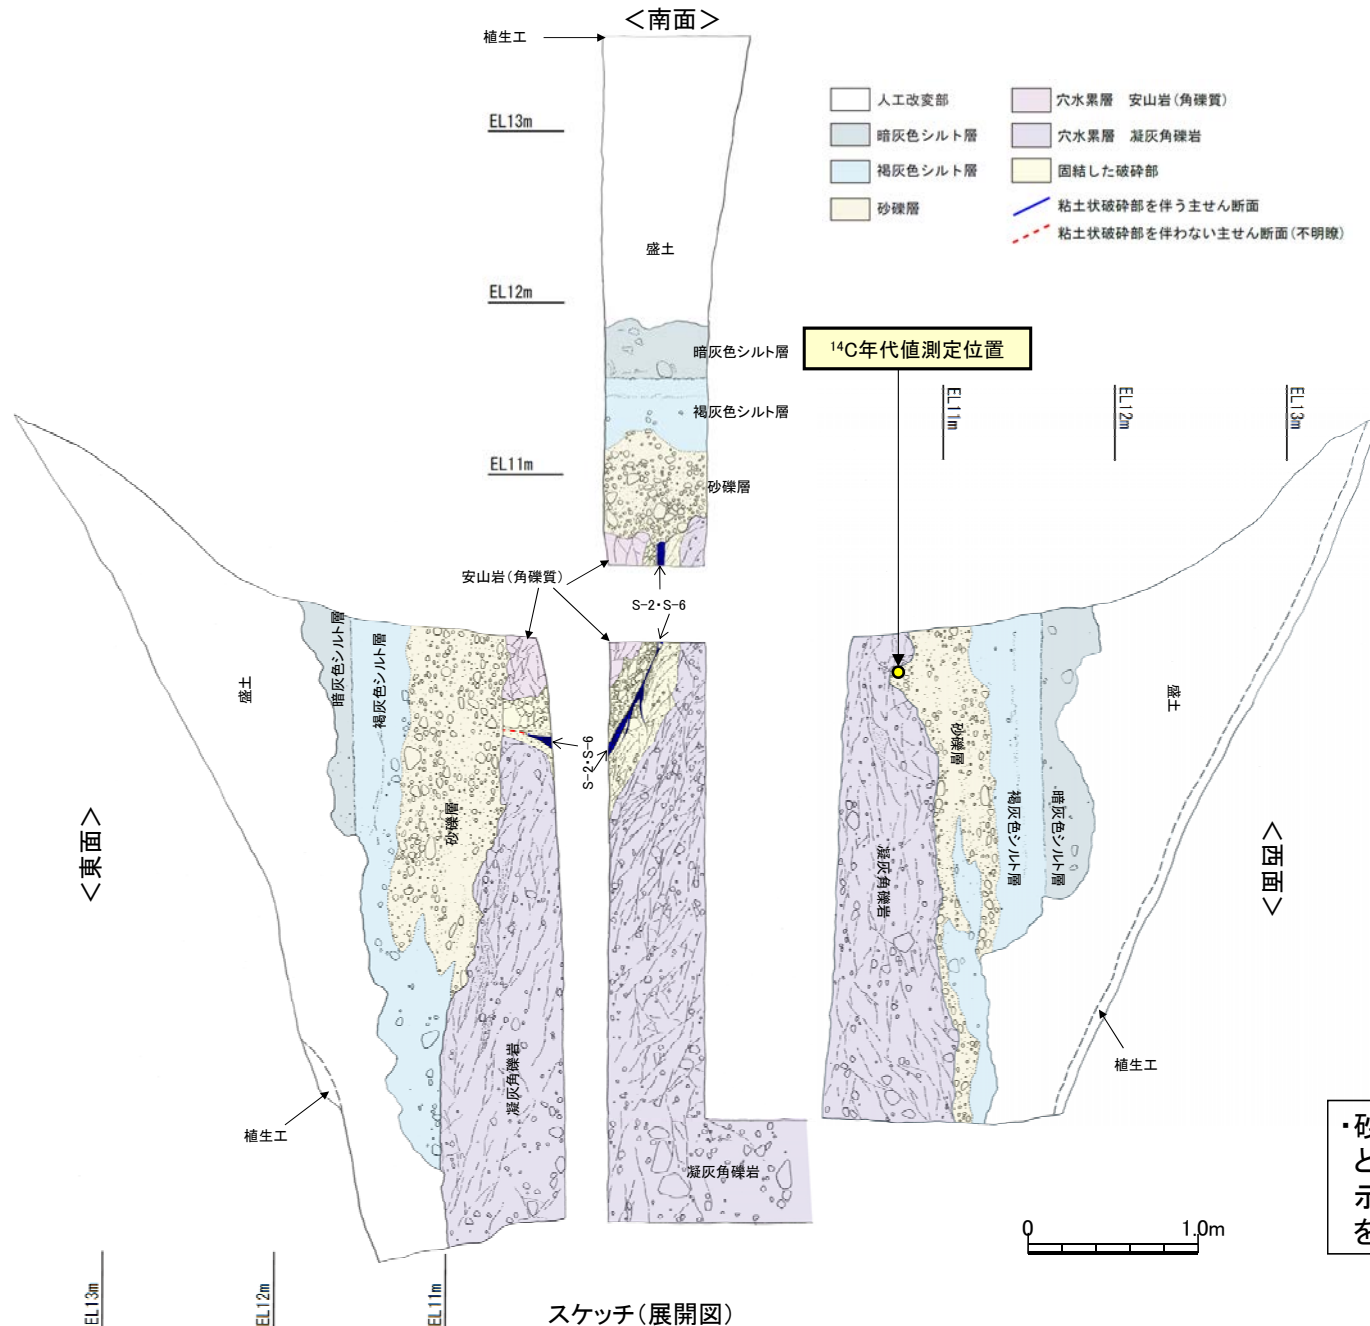 ＜南面＞
植生工
EL13m
EL12m
EL11m
盛土
暗灰色シルト層
褐灰色シルト層
砂礫層
人工改変部
暗灰色シルト層
褐灰色シルト層
砂礫層
穴水累層　安山岩(角礫質)
穴水累層　凝灰角礫岩
固結した破砕部
粘土状破砕部を伴う主せん断面
粘土状破砕部を伴わない主せん断面(不明瞭)
¹⁴C年代値測定位置
EL11m
EL12m
EL13m
安山岩(角礫質)
S-2・S-6
S-2・S-6
＜東面＞
盛土
暗灰色シルト層
褐灰色シルト層
砂礫層
凝灰角礫岩
植生工
凝灰角礫岩
凝灰角礫岩
砂礫層
褐灰色シルト層
暗灰色シルト層
盛土
＜西面＞
植生工
・砂
と
示
を
0 1.0m
EL13m
EL12m
EL11m
スケッチ(展開図)